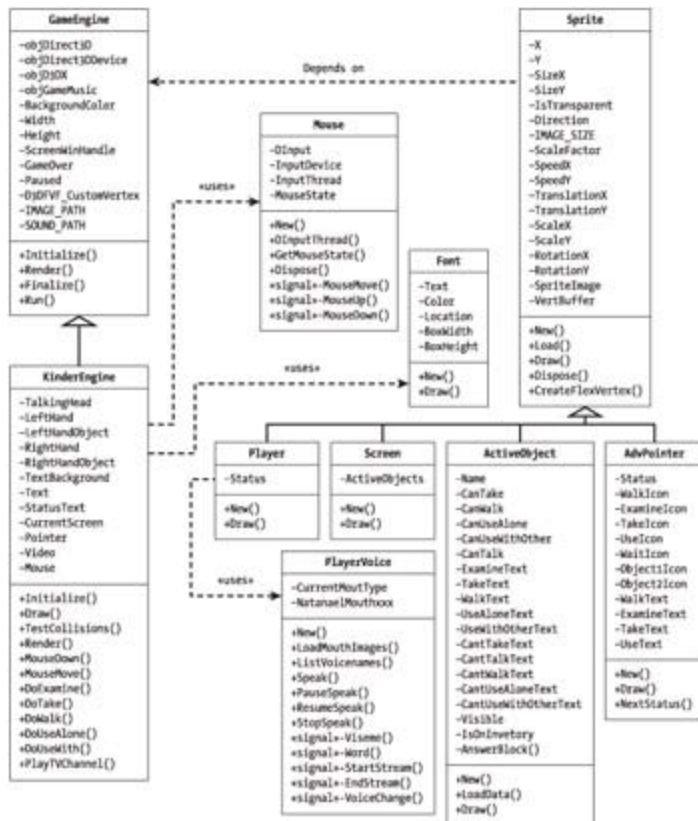 GameEngine
-objDirect3D
-objDirect3DDevice
-objD3DX
-objGameMusic
-BackgroundColor
-Width
-Height
-ScreenWinHandle
-GameOver
-Paused
-D3DFVF_CustomVertex
-IMAGE_PATH
-SOUND_PATH
+Initialize()
+Render()
+Finalize()
+Run()
Depends on
Sprite
-X
-Y
-SizeX
-SizeY
-IsTransparent
-Direction
-IMAGE_SIZE
-ScaleFactor
-SpeedX
-SpeedY
-TranslationX
-TranslationY
-ScaleX
-ScaleY
-RotationX
-RotationY
-SpriteImage
-VertBuffer
+New()
+Load()
+Draw()
+Dispose()
+CreateFlexVertex()
«uses»
Mouse
-DInput
-InputDevice
-InputThread
-MouseState
+New()
+DInputThread()
+GetMouseState()
+Dispose()
+«signal»-MouseMove()
+«signal»-MouseUp()
+«signal»-MouseDown()
Font
-Text
-Color
-Location
-BoxWidth
-BoxHeight
+New()
+Draw()
«uses»
KinderEngine
-TalkingHead
-LeftHand
-LeftHandObject
-RightHand
-RightHandObject
-TextBackground
-Text
-StatusText
-CurrentScreen
-Pointer
-Video
-Mouse
+Initialize()
+Draw()
+TestCollisions()
+Render()
+MouseDown()
+MouseMove()
+DoExamine()
+DoTake()
+DoWalk()
+DoUseAlone()
+DoUseWith()
+PlayTVChannel()
Player
-Status
+New()
+Draw()
Screen
-ActiveObjects
+New()
+Draw()
«uses»
PlayerVoice
-CurrentMoutType
-NatanaelMouthxxx
+New()
+LoadMouthImages()
+ListVoicenames()
+Speak()
+PauseSpeak()
+ResumeSpeak()
+StopSpeak()
+«signal»-Viseme()
+«signal»-Word()
+«signal»-StartStream()
+«signal»-EndStream()
+«signal»-VoiceChange()
ActiveObject
-Name
-CanTake
-CanWalk
-CanUseAlone
-CanUseWithOther
-CanTalk
-ExamineText
-TakeText
-WalkText
-UseAloneText
-UseWithOtherText
-CantTakeText
-CantTalkText
-CantWalkText
-CantUseAloneText
-CantUseWithOtherText
-Visible
-IsOnInvetory
-AnswerBlock()
+New()
+LoadData()
+Draw()
AdvPointer
-Status
-WalkIcon
-ExamineIcon
-TakeIcon
-UseIcon
-WaitIcon
-Object1Icon
-Object2Icon
-WalkText
-ExamineText
-TakeText
-UseText
+New()
+Draw()
+NextStatus()